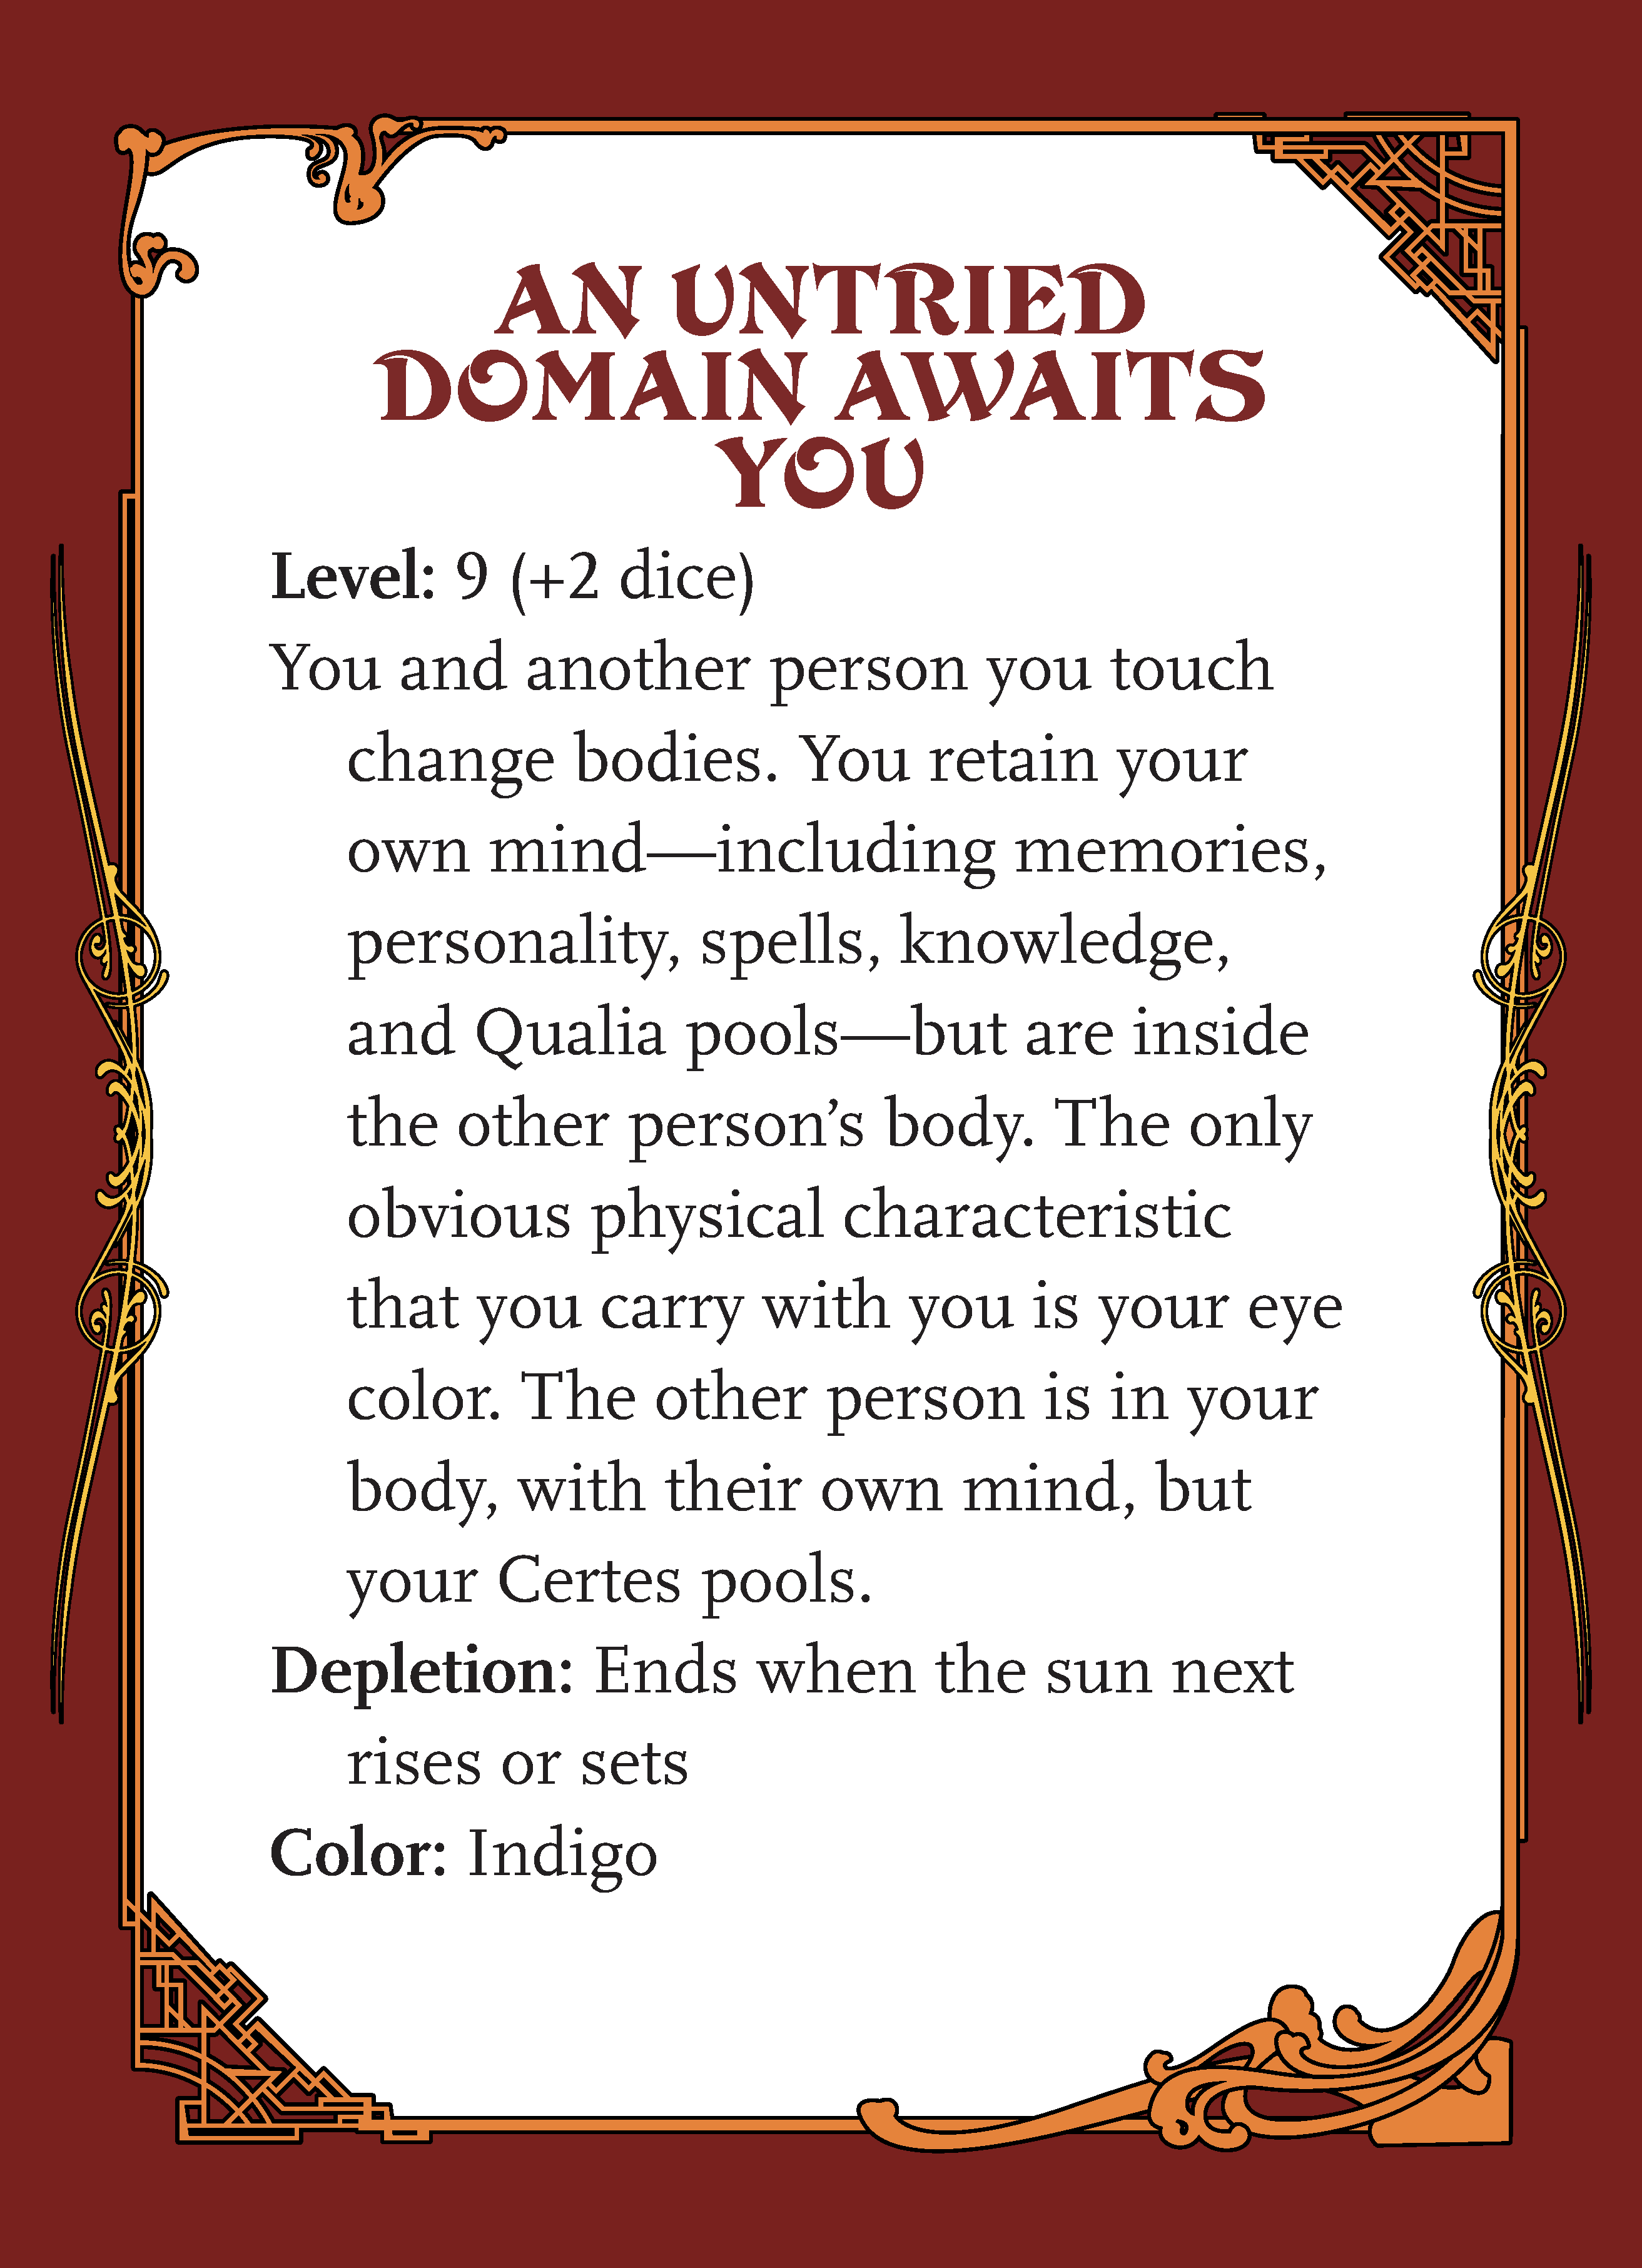 AN UNTRIED
DOMAIN AWAITS
YOU
Level: 9 (+2 dice)
You and another person you touch
change bodies. You retain your
own mind—including memories,
personality, spells, knowledge,
and Qualia pools—but are inside
the other person’s body. The only
obvious physical characteristic
that you carry with you is your eye
color. The other person is in your
body, with their own mind, but
your Certes pools.
Depletion: Ends when the sun next
rises or sets
Color: Indigo